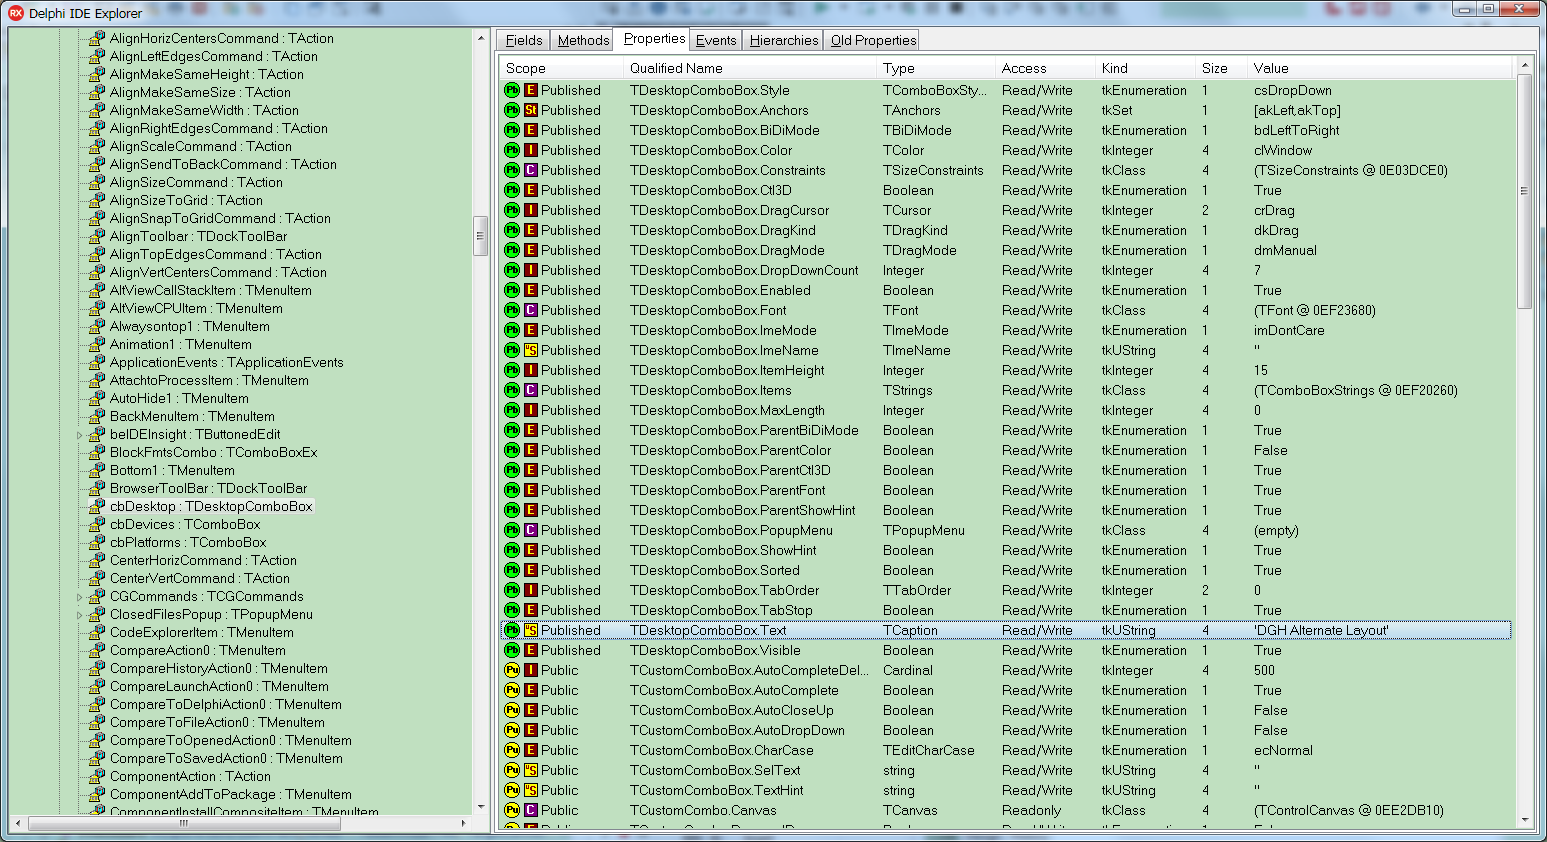 Delphi IDE Explorer
AlignHorizCentersCommand : TAction
AlignLeftEdgesCommand : TAction
AlignMakeSameHeight : TAction
AlignMakeSameSize : TAction
AlignMakeSameWidth : TAction
AlignRightEdgesCommand : TAction
AlignScaleCommand : TAction
AlignSendToBackCommand : TAction
AlignSizeCommand : TAction
AlignSizeToGrid : TAction
AlignSnapToGridCommand : TAction
AlignToolbar : TDockToolBar
AlignTopEdgesCommand : TAction
AlignVertCentersCommand : TAction
AltViewCallStackItem : TMenuItem
AltViewCPUItem : TMenuItem
Alwaysontop1 : TMenuItem
Animation1 : TMenuItem
ApplicationEvents : TApplicationEvents
AttachtoProcessItem : TMenuItem
AutoHide1 : TMenuItem
BackMenuItem : TMenuItem
beIDEInsight : TButtonedEdit
BlockFmtsCombo : TComboBoxEx
Bottom1 : TMenuItem
BrowserToolBar : TDockToolBar
cbDesktop : TDesktopComboBox
cbDevices : TComboBox
cbPlatforms : TComboBox
CenterHorizCommand : TAction
CenterVertCommand : TAction
CGCommands : TCGCommands
ClosedFilesPopup : TPopupMenu
CodeExplorerItem : TMenuItem
CompareAction0 : TMenuItem
CompareHistoryAction0 : TMenuItem
CompareLaunchAction0 : TMenuItem
CompareToDelphiAction0 : TMenuItem
CompareToFileAction0 : TMenuItem
CompareToOpenedAction0 : TMenuItem
CompareToSavedAction0 : TMenuItem
ComponentAction : TAction
ComponentAddToPackage : TMenuItem
ComponentInstallCompositeItem : TMenuItem
Fields Methods Properties Events Hierarchies Old Properties
Scope Qualified Name Type Access Kind Size Value
Pb E Published TDesktopComboBox.Style TComboBoxSty... Read/Write tkEnumeration 1 csDropDown
Pb St Published TDesktopComboBox.Anchors TAnchors Read/Write tkSet 1 [akLeft,akTop]
Pb E Published TDesktopComboBox.BiDiMode TBiDiMode Read/Write tkEnumeration 1 bdLeftToRight
Pb I Published TDesktopComboBox.Color TColor Read/Write tkInteger 4 clWindow
Pb C Published TDesktopComboBox.Constraints TSizeConstraints Read/Write tkClass 4 (TSizeConstraints @ 0E03DCE0)
Pb E Published TDesktopComboBox.Ctl3D Boolean Read/Write tkEnumeration 1 True
Pb I Published TDesktopComboBox.DragCursor TCursor Read/Write tkInteger 2 crDrag
Pb E Published TDesktopComboBox.DragKind TDragKind Read/Write tkEnumeration 1 dkDrag
Pb E Published TDesktopComboBox.DragMode TDragMode Read/Write tkEnumeration 1 dmManual
Pb I Published TDesktopComboBox.DropDownCount Integer Read/Write tkInteger 4 7
Pb E Published TDesktopComboBox.Enabled Boolean Read/Write tkEnumeration 1 True
Pb C Published TDesktopComboBox.Font TFont Read/Write tkClass 4 (TFont @ 0EF23680)
Pb E Published TDesktopComboBox.ImeMode TImeMode Read/Write tkEnumeration 1 imDontCare
Pb uS Published TDesktopComboBox.ImeName TImeName Read/Write tkUString 4 ''
Pb I Published TDesktopComboBox.ItemHeight Integer Read/Write tkInteger 4 15
Pb C Published TDesktopComboBox.Items TStrings Read/Write tkClass 4 (TComboBoxStrings @ 0EF20260)
Pb I Published TDesktopComboBox.MaxLength Integer Read/Write tkInteger 4 0
Pb E Published TDesktopComboBox.ParentBiDiMode Boolean Read/Write tkEnumeration 1 True
Pb E Published TDesktopComboBox.ParentColor Boolean Read/Write tkEnumeration 1 False
Pb E Published TDesktopComboBox.ParentCtl3D Boolean Read/Write tkEnumeration 1 True
Pb E Published TDesktopComboBox.ParentFont Boolean Read/Write tkEnumeration 1 True
Pb E Published TDesktopComboBox.ParentShowHint Boolean Read/Write tkEnumeration 1 True
Pb C Published TDesktopComboBox.PopupMenu TPopupMenu Read/Write tkClass 4 (empty)
Pb E Published TDesktopComboBox.ShowHint Boolean Read/Write tkEnumeration 1 True
Pb E Published TDesktopComboBox.Sorted Boolean Read/Write tkEnumeration 1 True
Pb I Published TDesktopComboBox.TabOrder TTabOrder Read/Write tkInteger 2 0
Pb E Published TDesktopComboBox.TabStop Boolean Read/Write tkEnumeration 1 True
Pb uS Published TDesktopComboBox.Text TCaption Read/Write tkUString 4 'DGH Alternate Layout'
Pb E Published TDesktopComboBox.Visible Boolean Read/Write tkEnumeration 1 True
Pu I Public TCustomComboBox.AutoCompleteDel... Cardinal Read/Write tkInteger 4 500
Pu E Public TCustomComboBox.AutoComplete Boolean Read/Write tkEnumeration 1 True
Pu E Public TCustomComboBox.AutoCloseUp Boolean Read/Write tkEnumeration 1 False
Pu E Public TCustomComboBox.AutoDropDown Boolean Read/Write tkEnumeration 1 False
Pu E Public TCustomComboBox.CharCase TEditCharCase Read/Write tkEnumeration 1 ecNormal
Pu uS Public TCustomComboBox.SelText string Read/Write tkUString 4 ''
Pu uS Public TCustomComboBox.TextHint string Read/Write tkUString 4 ''
Pu C Public TCustomCombo.Canvas TCanvas Readonly tkClass 4 (TControlCanvas @ 0EE2DB10)